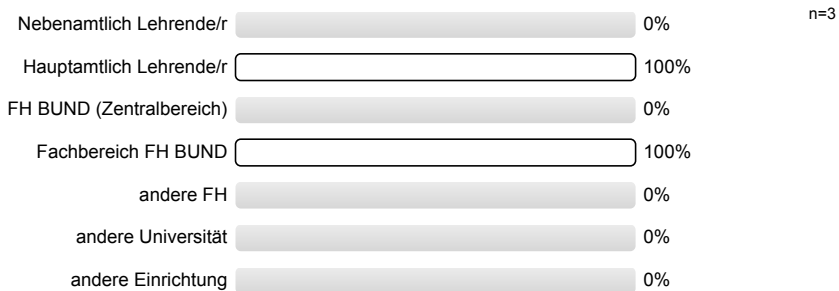 Nebenamtlich Lehrende/r 0% n=3
Hauptamtlich Lehrende/r 100%
FH BUND (Zentralbereich) 0%
Fachbereich FH BUND 100%
andere FH 0%
andere Universität 0%
andere Einrichtung 0%